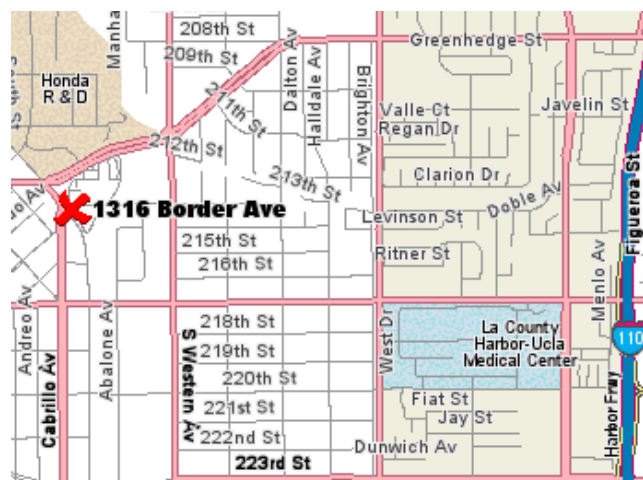 208th St
209th St
Manha
Dalton Av
Halldale Av
Brighton Av
Greenhedge St
Honda
R & D
211th St
212th St
213th St
Valle Ct
Regan Dr
Javelin St
Clarion Dr
Doble Av
Figueroa St
1316 Border Ave
Levinson St
215th St
216th St
Ritner St
Menlo Av
Andreo Av
Abalone Av
Cabrillo Av
S Western Av
218th St
219th St
220th St
221st St
222nd St
223rd St
West Dr
La County
Harbor-Ucla
Medical Center
110
Fiat St
Jay St
Dunwich Av
Harbor Frwy